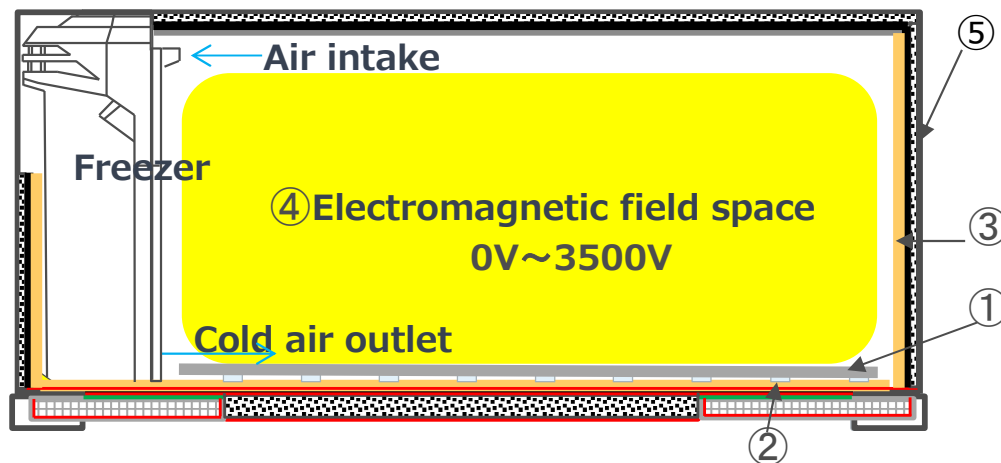 ⑤
Air intake
Freezer
④Electromagnetic field space
0V～3500V
③
①
Cold air outlet
②